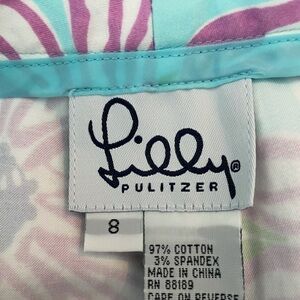 Lilly®
PULITZER
8
97% COTTON
3% SPANDEX
MADE IN CHINA
RN 88189
CARE ON REVERSE